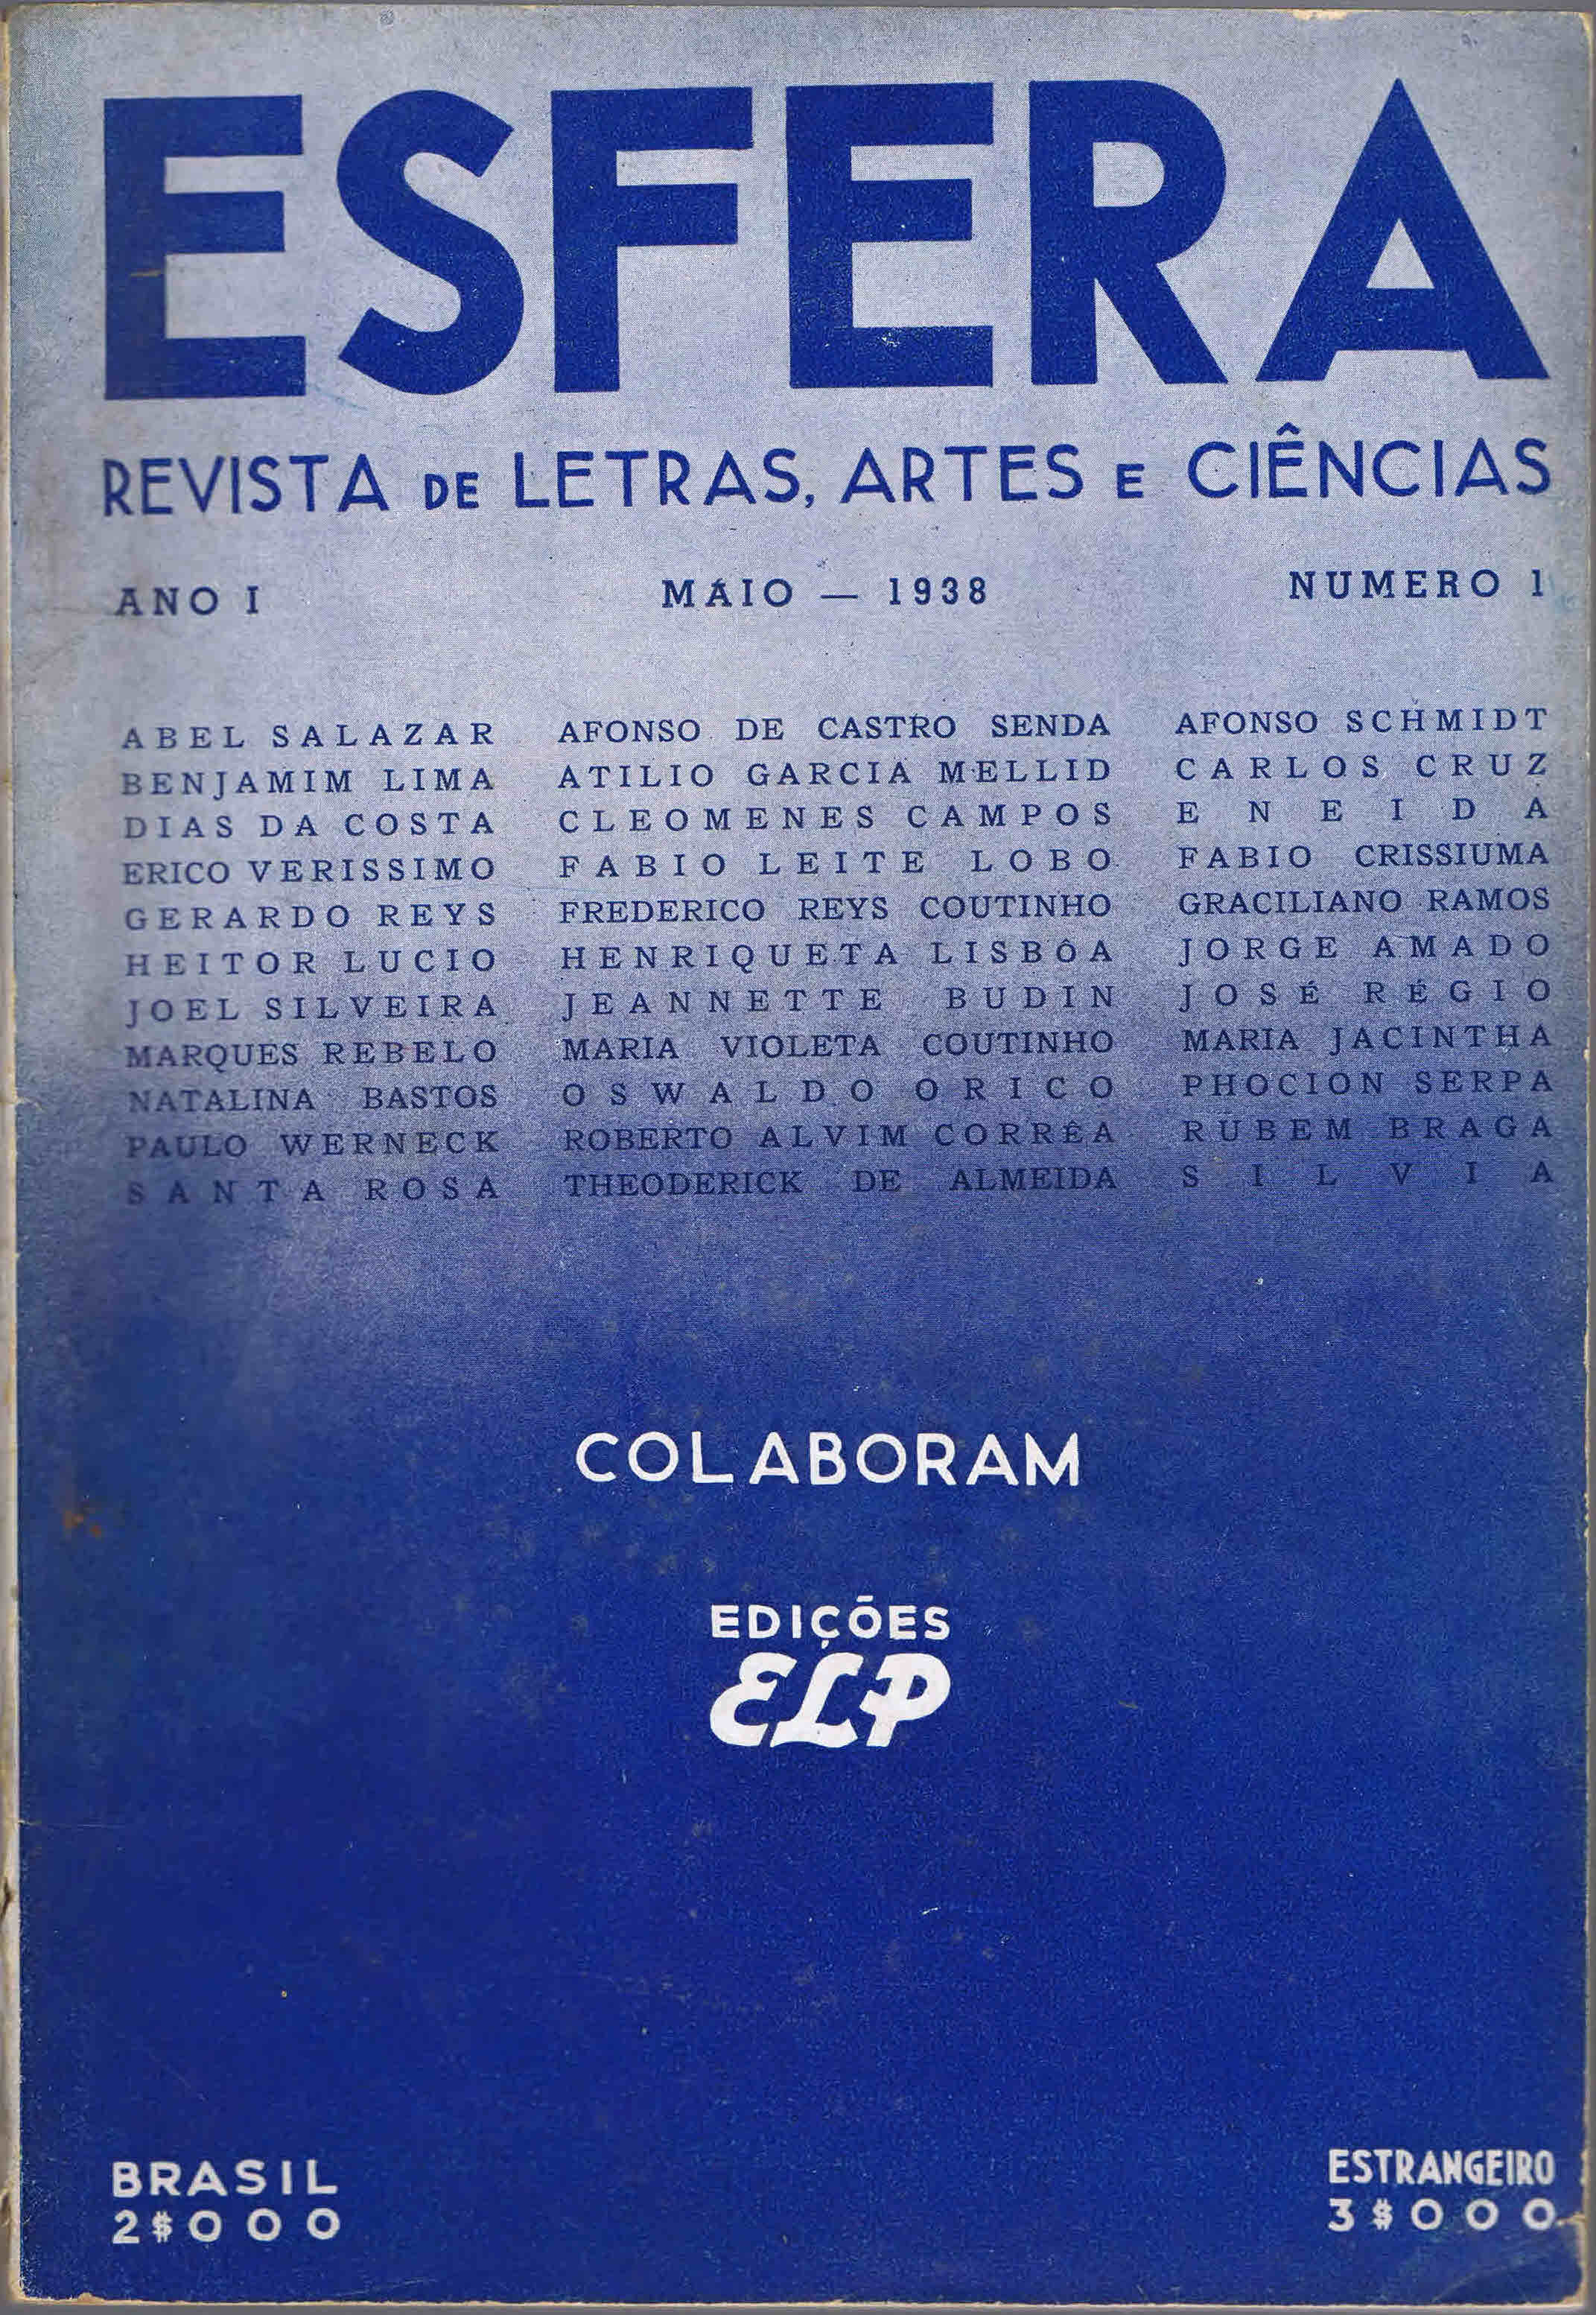 ESFERA
REVISTA DE LETRAS, ARTES E CIÊNCIAS
ANO I MÁIO — 1938 NUMERO 1
ABEL SALAZAR AFONSO DE CASTRO SENDA AFONSO SCHMIDT
BENJAMIM LIMA ATILIO GARCIA MELLID CARLOS CRUZ
DIAS DA COSTA CLEOMENES CAMPOS ENEIDA
ERICO VERISSIMO FABIO LEITE LOBO FABIO CRISSIUMA
GERARDO REYS FREDERICO REYS COUTINHO GRACILIANO RAMOS
HEITOR LUCIO HENRIQUETA LISBÔA JORGE AMADO
JOEL SILVEIRA JEANNETTE BUDIN JOSÉ RÉGIO
MARQUES REBELO MARIA VIOLETA COUTINHO MARIA JACINTHA
NATALINA BASTOS OSWALDO ORICO PHOCION SERPA
PAULO WERNECK ROBERTO ALVIM CORRÊA RUBEM BRAGA
SANTA ROSA THEODERICK DE ALMEIDA SILVIA
COLABORAM
EDIÇÕES
ELP
BRASIL ESTRANGEIRO
2$000 3$000